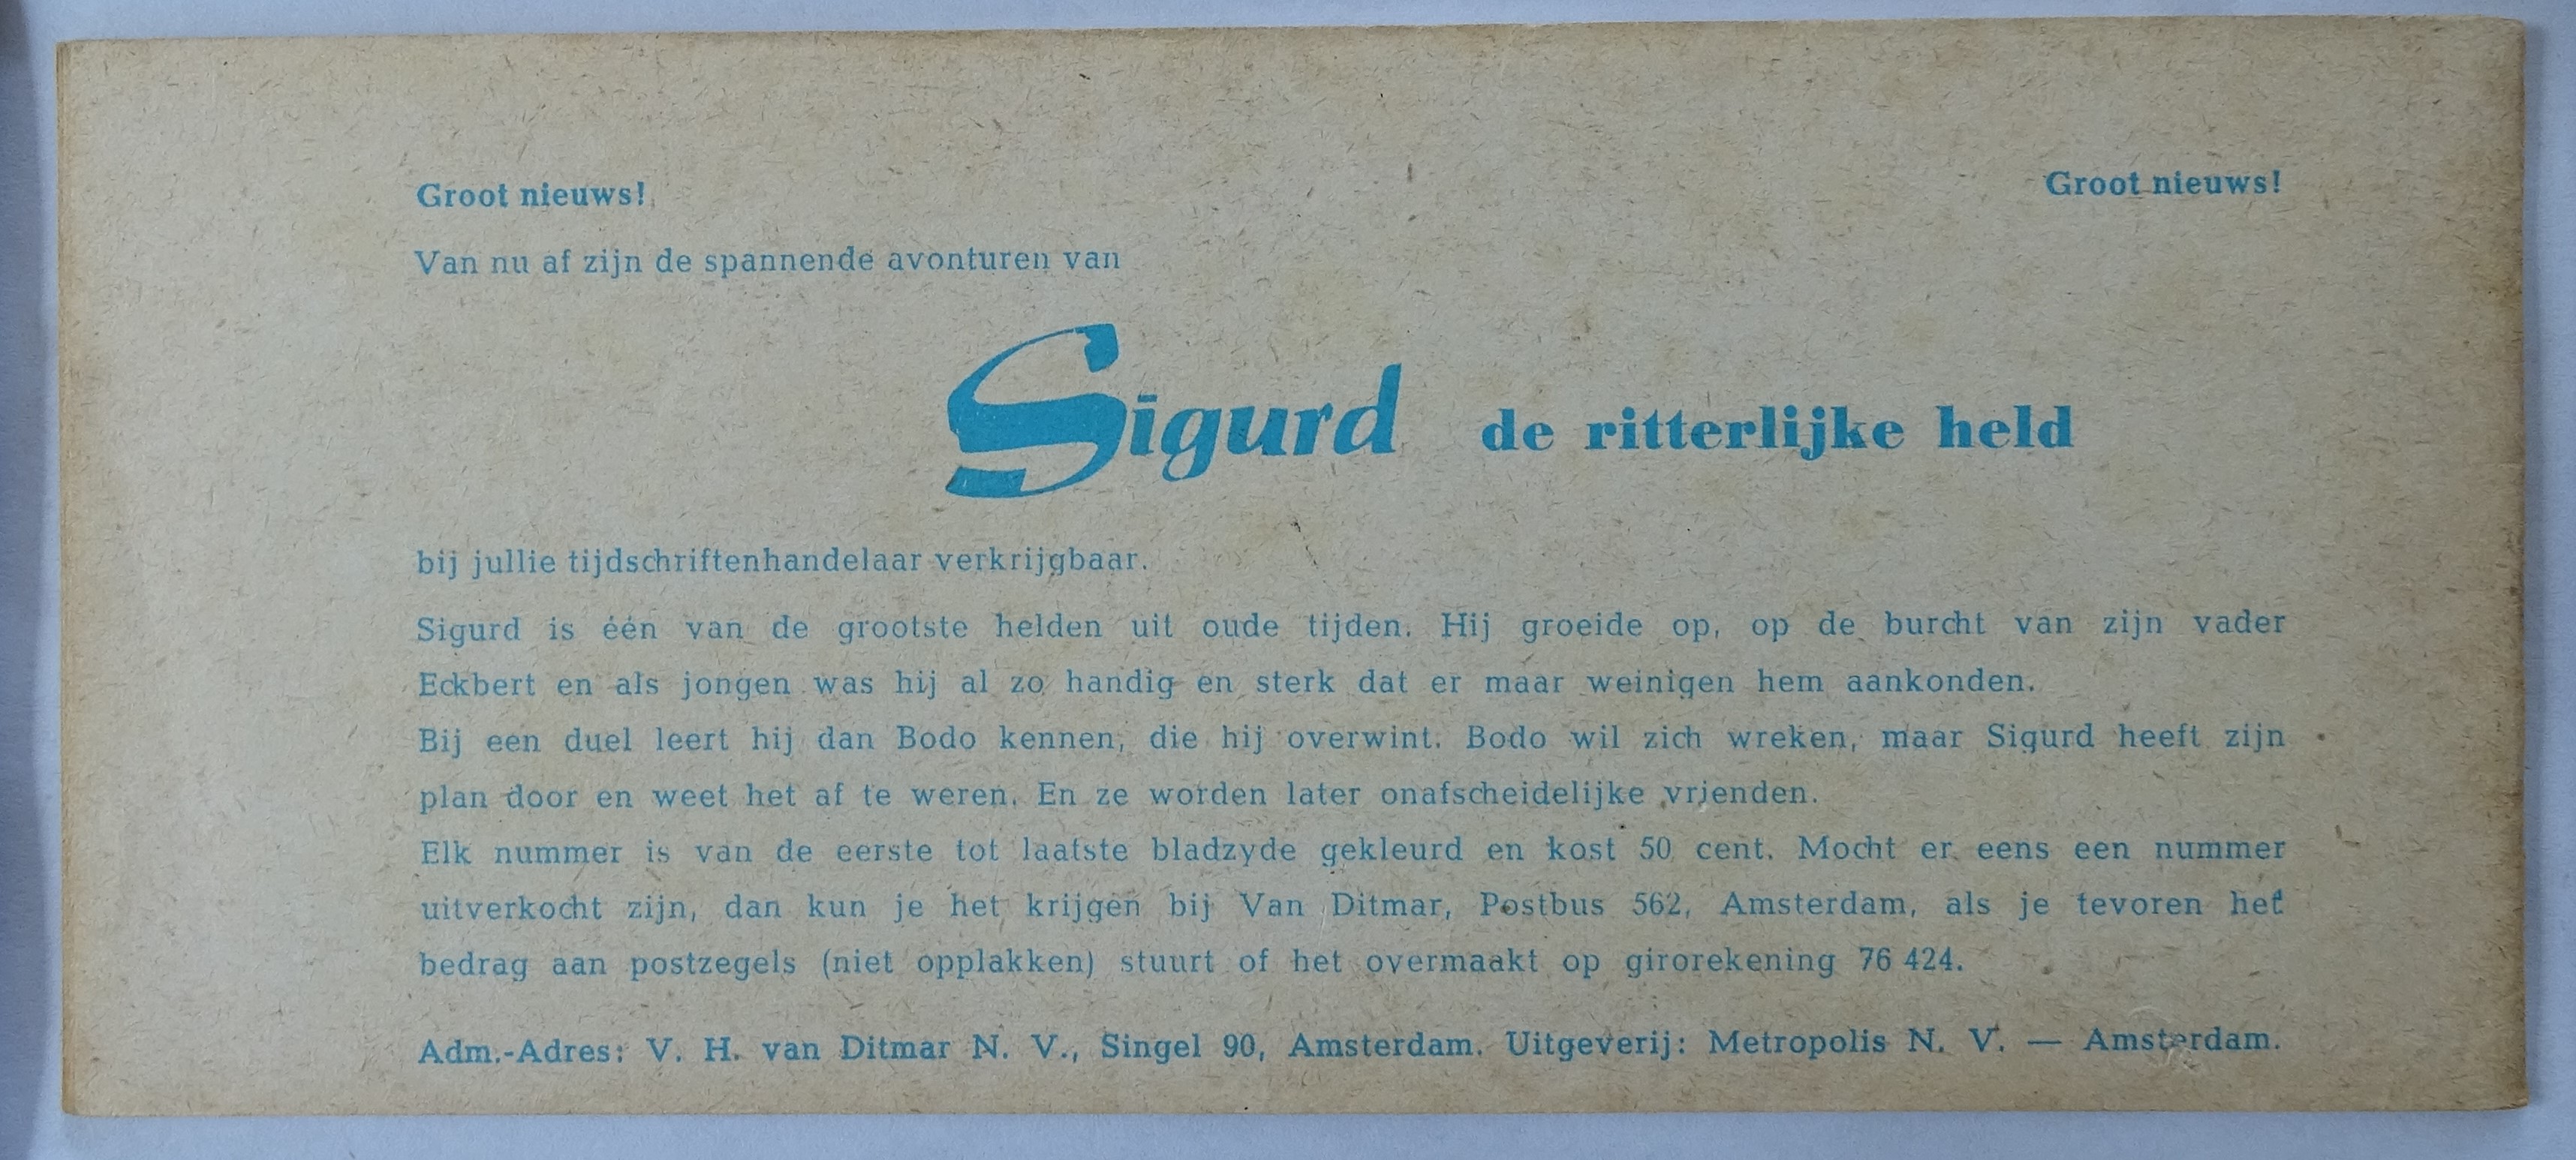 Groot nieuws! Groot nieuws!
Van nu af zijn de spannende avonturen van
Sigurd de ritterlijke held
bij jullie tijdschriftenhandelaar verkrijgbaar.
Sigurd is één van de grootste helden uit oude tijden. Hij groeide op, op de burcht van zijn vader
Eckbert en als jongen was hij al zo handig en sterk dat er maar weinigen hem aankonden.
Bij een duel leert hij dan Bodo kennen, die hij overwint. Bodo wil zich wreken, maar Sigurd heeft zijn
plan door en weet het af te weren. En ze worden later onafscheidelijke vrienden.
Elk nummer is van de eerste tot laatste bladzyde gekleurd en kost 50 cent. Mocht er eens een nummer
uitverkocht zijn, dan kun je het krijgen bij Van Ditmar, Postbus 562, Amsterdam, als je tevoren het
bedrag aan postzegels (niet opplakken) stuurt of het overmaakt op girorekening 76 424.
Adm.-Adres: V. H. van Ditmar N. V., Singel 90, Amsterdam. Uitgeverij: Metropolis N. V. — Amsterdam.